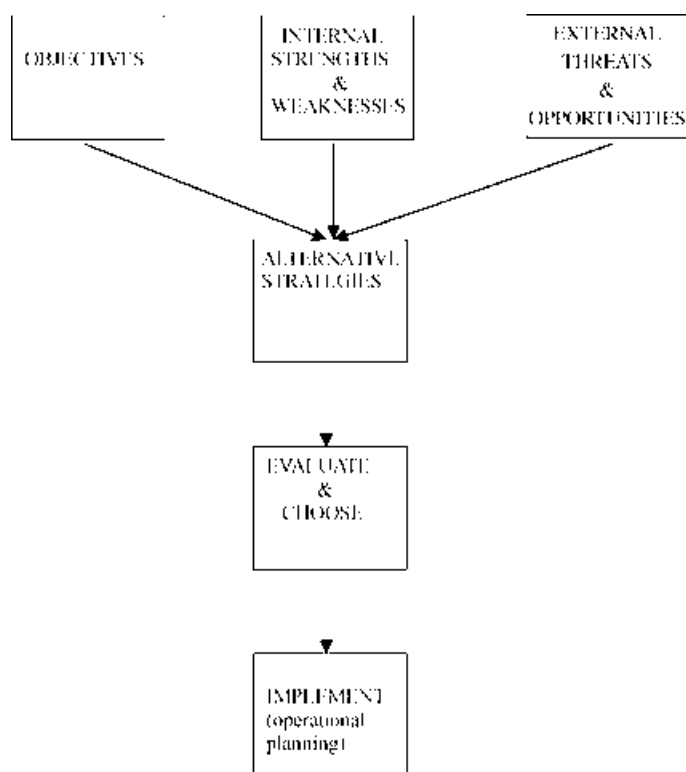 OBJECTIVES
INTERNAL
STRENGTHS
&
WEAKNESSES
EXTERNAL
THREATS
&
OPPORTUNITIES
ALTERNATIVE
STRATEGIES
EVALUATE
&
CHOOSE
IMPLEMENT
(operational
planning)